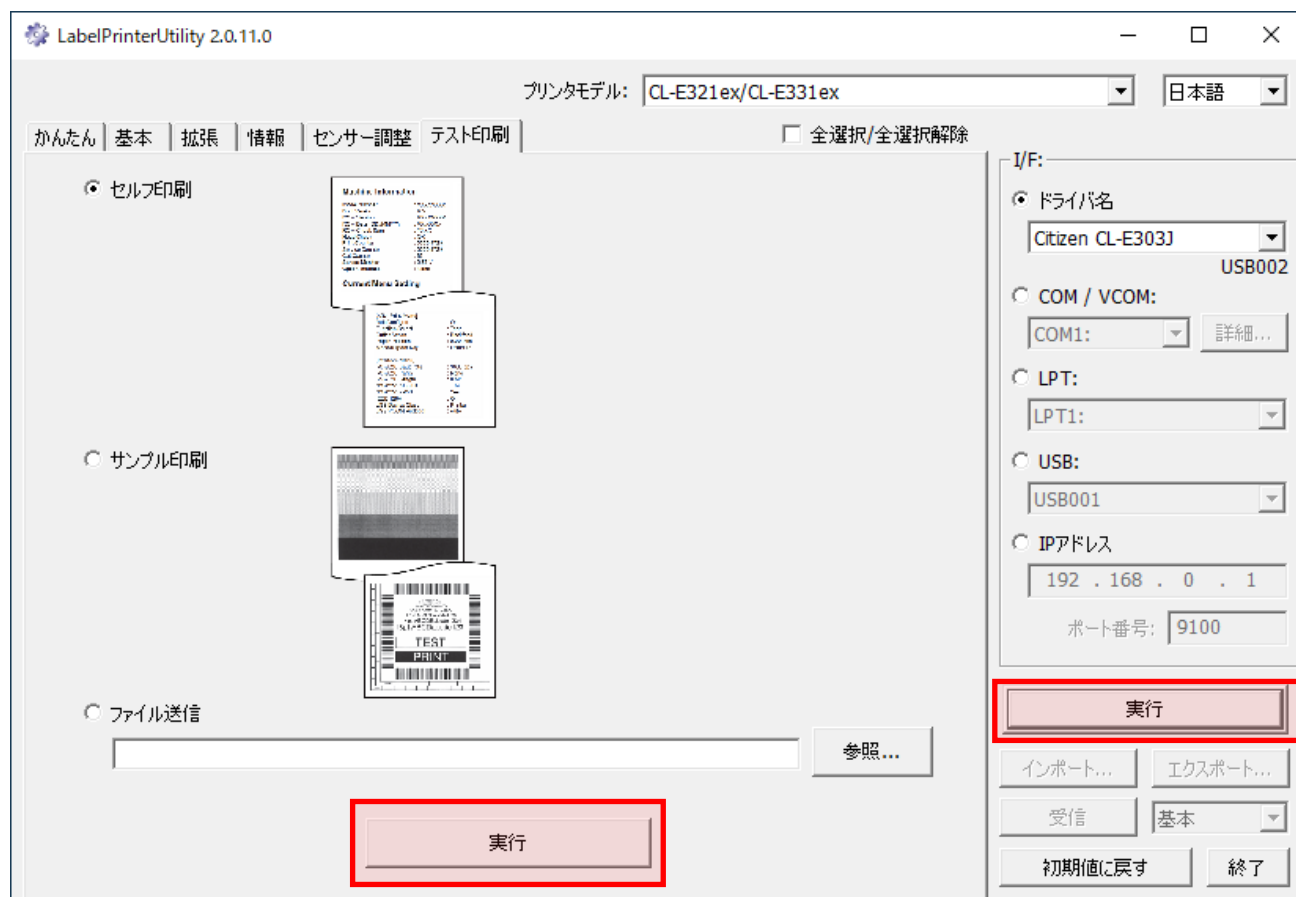 LabelPrinterUtility 2.0.11.0
プリンタモデル: CL-E321ex/CL-E331ex 日本語
かんたん 基本 拡張 情報 センサー調整 テスト印刷 全選択/全選択解除
セルフ印刷
Machine Information
Current Menu Setting
サンプル印刷
TEST
PRINT
ファイル送信
参照...
実行
I/F:
ドライバ名
Citizen CL-E303J
USB002
COM / VCOM:
COM1: 詳細...
LPT:
LPT1:
USB:
USB001
IPアドレス
192 . 168 . 0 . 1
ポート番号: 9100
実行
インポート... エクスポート...
受信 基本
初期値に戻す 終了